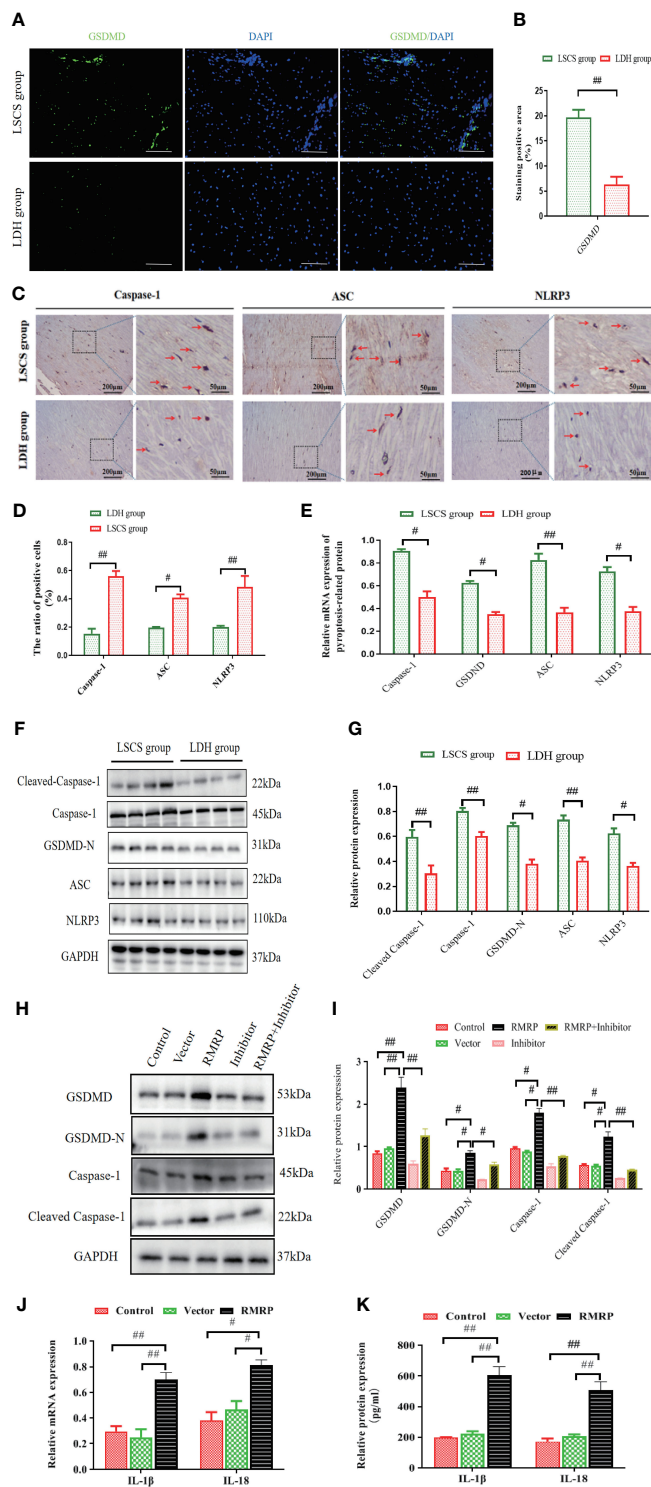 A
GSDMD
DAPI
GSDMD/DAPI
LSCS group
LDH group
B
LSCS group
LDH group
##
Staining positive area
(%)
25
20
15
10
5
0
GSDMD
C
Caspase-1
ASC
NLRP3
LSCS group
200μm
50μm
200μm
50μm
200μm
50μm
LDH group
200μm
50μm
200μm
50μm
200μm
50μm
D
LDH group
LSCS group
The ratio of positive cells
(%)
0.8
0.6
0.4
0.2
0.0
##
#
##
Caspase-1
ASC
NLRP3
E
LSCS group
LDH group
Relative mRNA expression of
pyroptosis-related protein
1.0
0.8
0.6
0.4
0.2
0.0
#
#
##
#
Caspase-1
GSDND
ASC
NLRP3
F
LSCS group
LDH group
Cleaved-Caspase-1
22kDa
Caspase-1
45kDa
GSDMD-N
31kDa
ASC
22kDa
NLRP3
110kDa
GAPDH
37kDa
G
LSCS group
LDH group
Relative protein expression
1.0
0.8
0.6
0.4
0.2
0.0
##
##
#
##
#
Cleaved Caspase-1
Caspase-1
GSDMD-N
ASC
NLRP3
H
Control
Vector
RMRP
Inhibitor
RMRP+Inhibitor
GSDMD
53kDa
GSDMD-N
31kDa
Caspase-1
45kDa
Cleaved Caspase-1
22kDa
GAPDH
37kDa
I
Control
RMRP
RMRP+Inhibitor
Vector
Inhibitor
Relative protein expression
3
2
1
0
##
##
##
#
#
#
#
#
##
#
#
##
GSDMD
GSDMD-N
Caspase-1
Cleaved Caspase-1
J
Control
Vector
RMRP
Relative mRNA expression
1.0
0.8
0.6
0.4
0.2
0.0
##
##
#
#
IL-1β
IL-18
K
Control
Vector
RMRP
Relative protein expression
(pg/ml)
800
600
400
200
0
##
##
##
##
IL-1β
IL-18